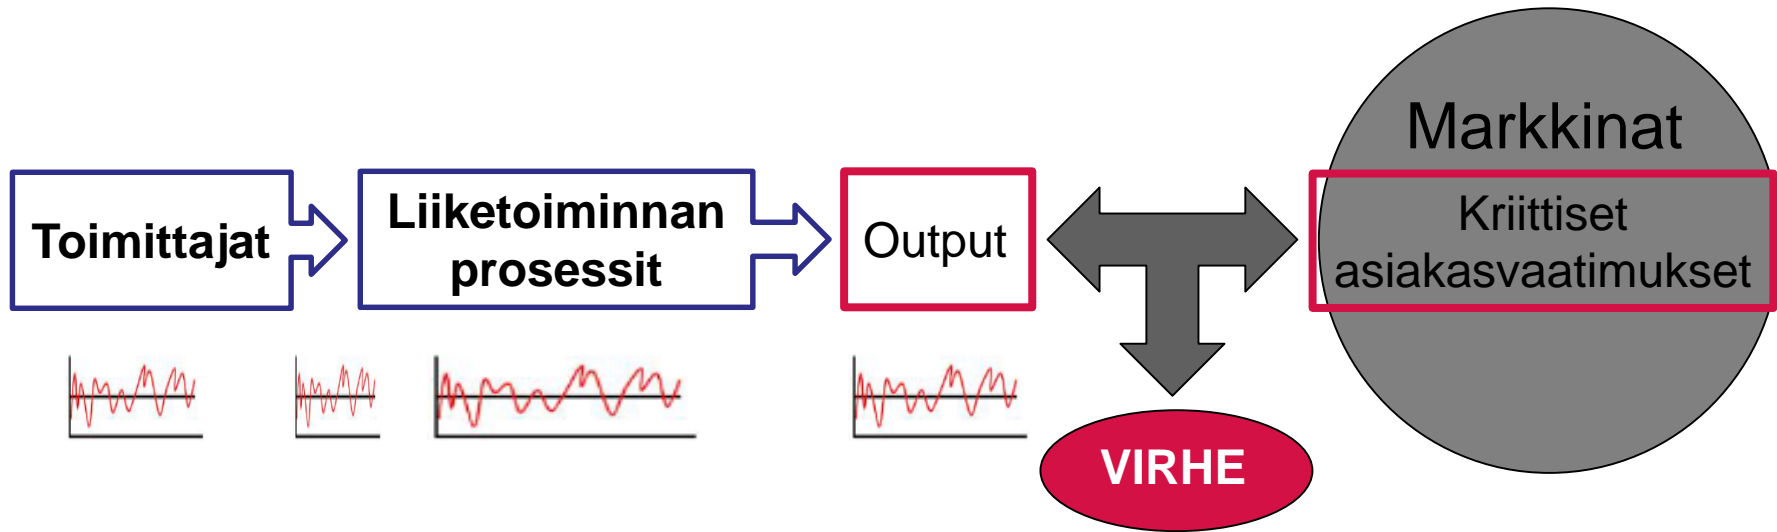 Toimittajat
Liiketoiminnan
prosessit
Output
Markkinat
Kriittiset
asiakasvaatimukset
VIRHE